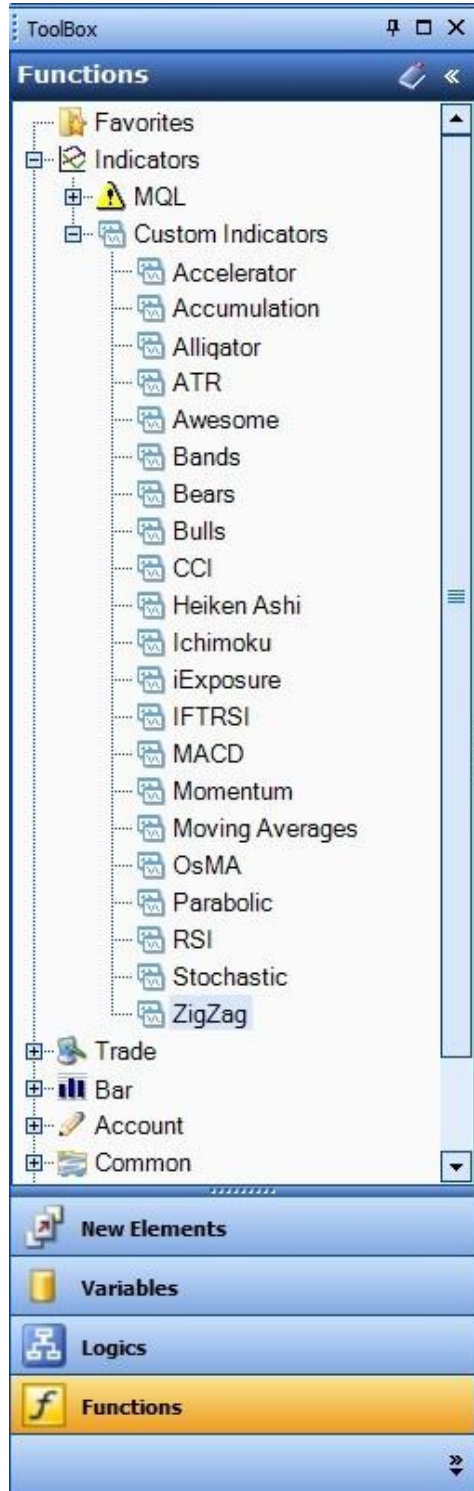 ToolBox
Functions
Favorites
Indicators
MQL
Custom Indicators
Accelerator
Accumulation
Alligator
ATR
Awesome
Bands
Bears
Bulls
CCI
Heiken Ashi
Ichimoku
iExposure
IFTRSI
MACD
Momentum
Moving Averages
OsMA
Parabolic
RSI
Stochastic
ZigZag
Trade
Bar
Account
Common
New Elements
Variables
Logics
Functions